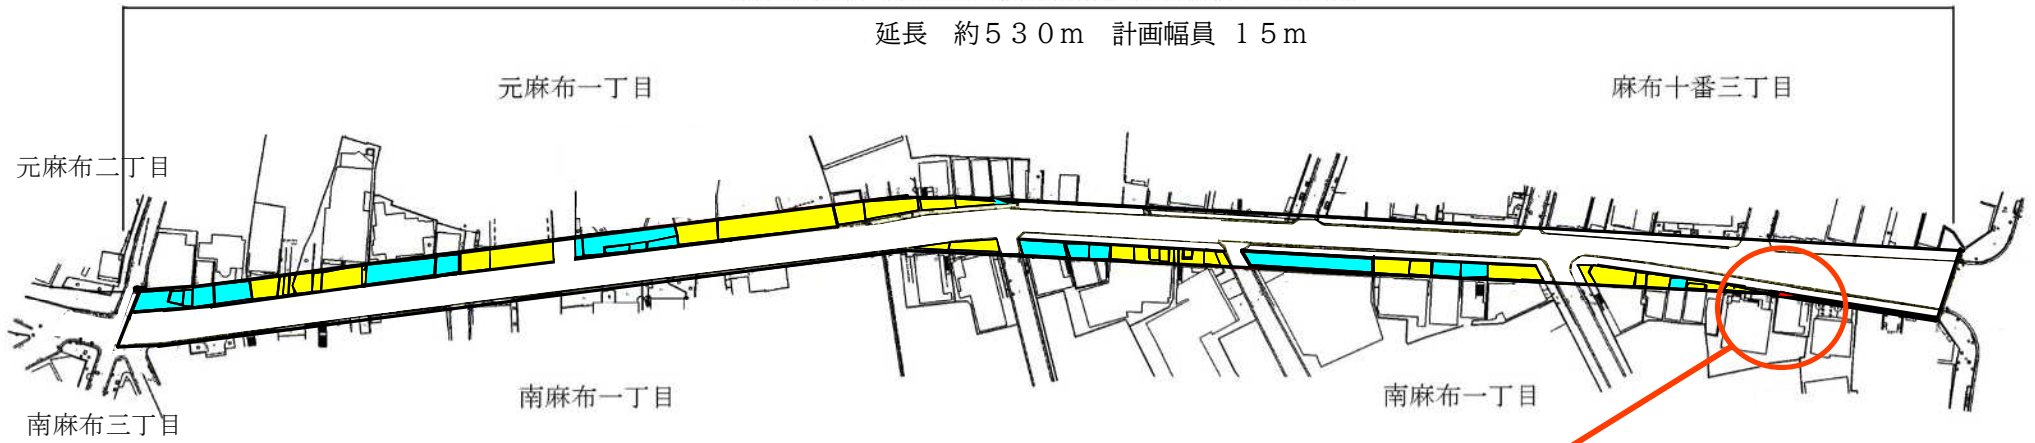 延長　約５３０ｍ　計画幅員　１５ｍ
元麻布一丁目
麻布十番三丁目
元麻布二丁目
南麻布一丁目
南麻布一丁目
南麻布三丁目